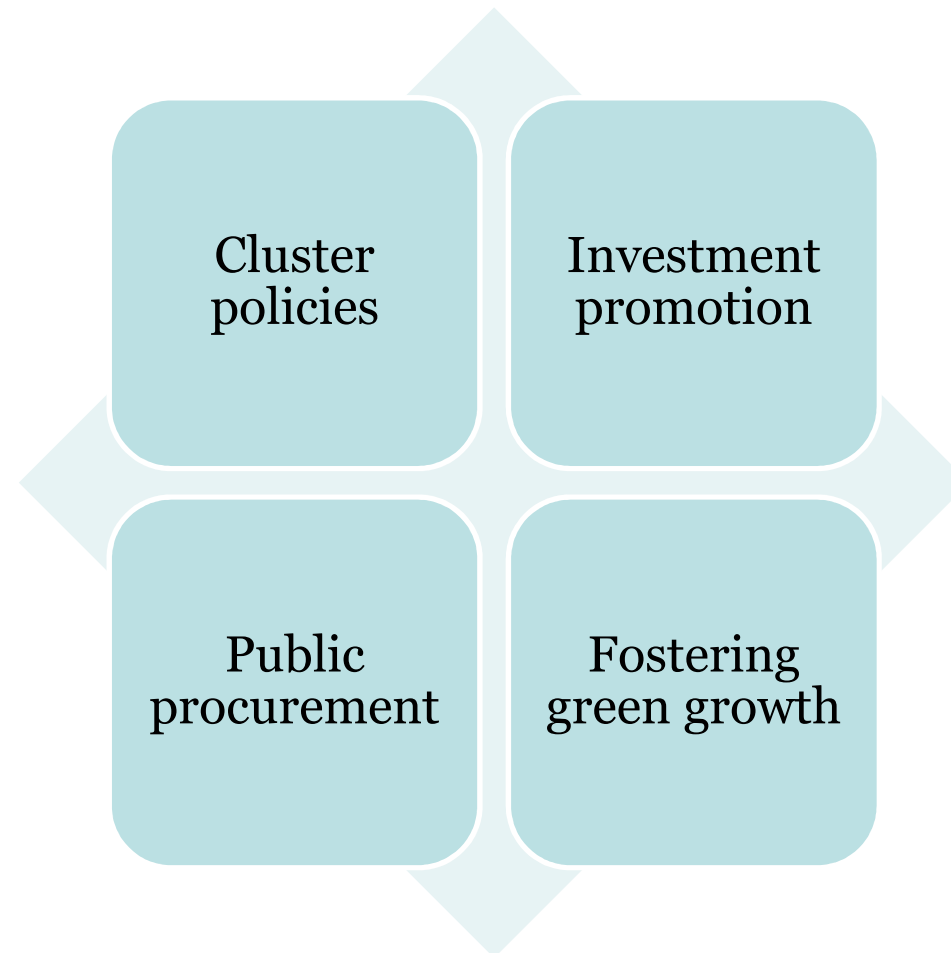 Cluster
policies
Investment
promotion
Public
procurement
Fostering
green growth